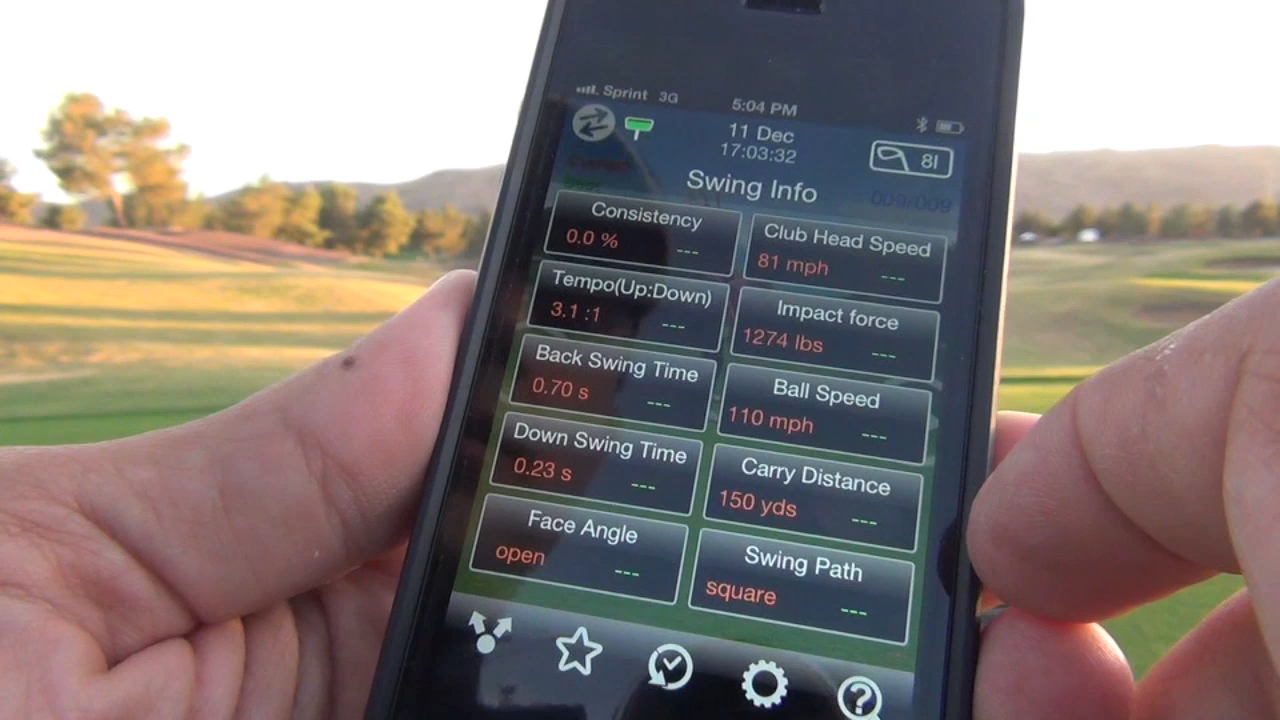 Sprint 3G 5:04 PM
11 Dec
17:03:32
8I
Swing Info
009/009
Consistency
0.0 % ---
Club Head Speed
81 mph ---
Tempo(Up:Down)
3.1 :1 ---
Impact force
1274 lbs ---
Back Swing Time
0.70 s ---
Ball Speed
110 mph ---
Down Swing Time
0.23 s ---
Carry Distance
150 yds ---
Face Angle
open ---
Swing Path
square ---